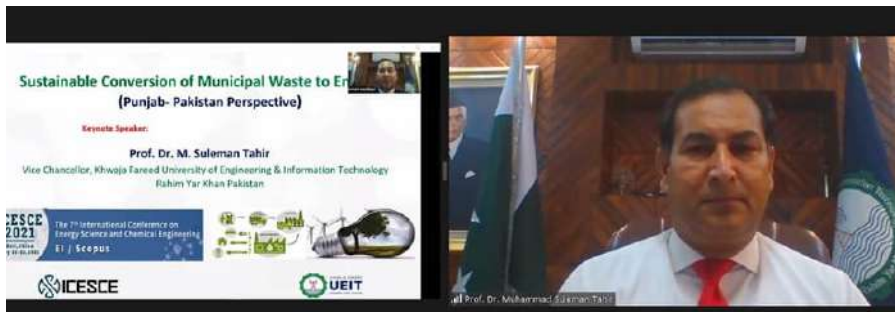 Sustainable Conversion of Municipal Waste to En
(Punjab- Pakistan Perspective)
Keynote Speaker:
Prof. Dr. M. Suleman Tahir
Vice Chancellor, Khwaja Fareed University of Engineering & Information Technology
Rahim Yar Khan Pakistan
ICESCE
2021
The 7th International Conference on
Energy Science and Chemical Engineering
EI / Scopus
ICESCE
UEIT
Prof. Dr. Muhammad Suleman Tahir